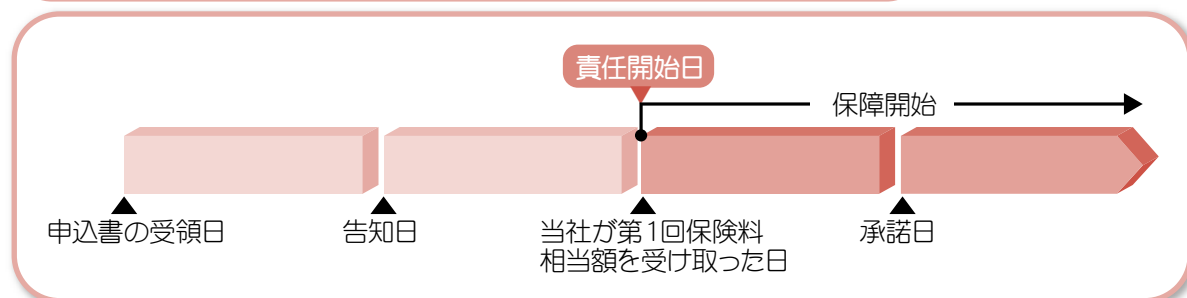 責任開始日
保障開始
申込書の受領日
告知日
当社が第1回保険料
相当額を受け取った日
承諾日